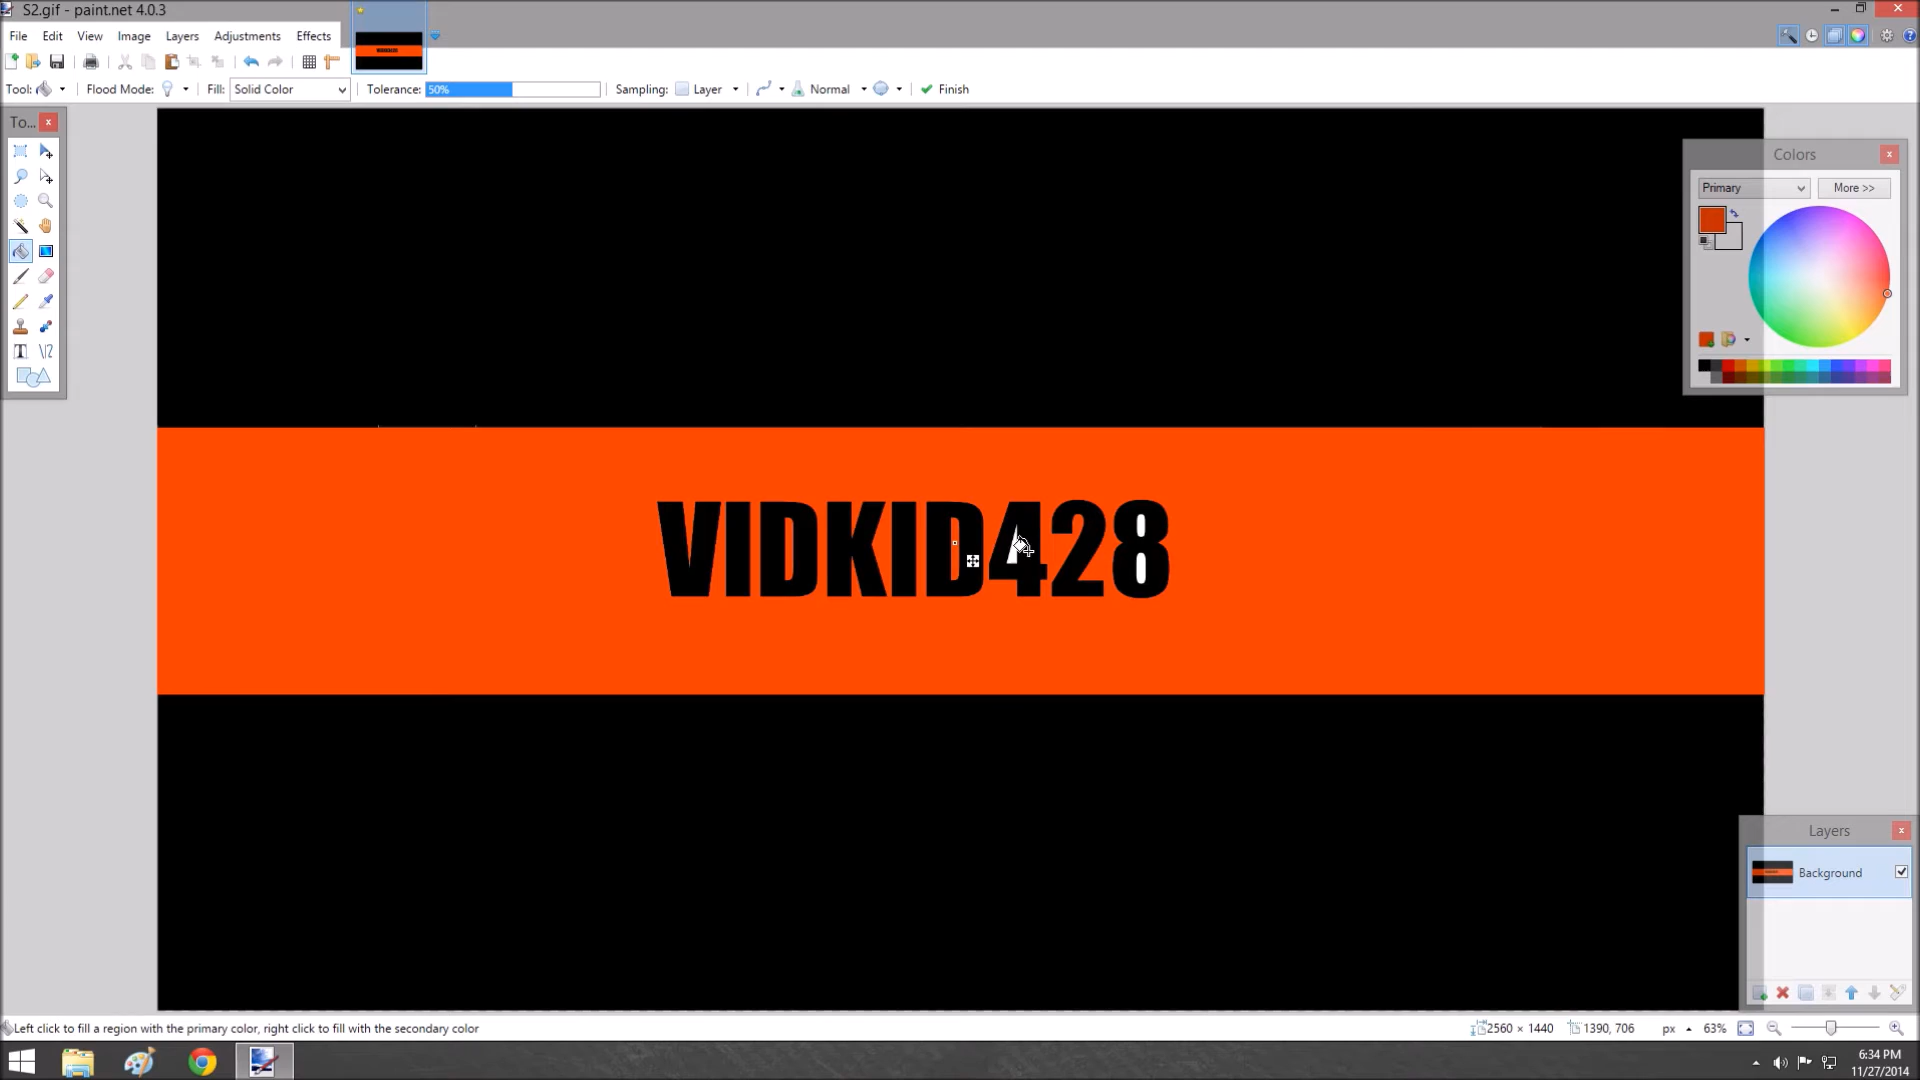 S2.gif - paint.net 4.0.3
File Edit View Image Layers Adjustments Effects
Tool: Flood Mode: Fill: Solid Color Tolerance: 50% Sampling: Layer Normal Finish
To...
Colors
Primary More >>
VIDKID428
Layers
Background
Left click to fill a region with the primary color, right click to fill with the secondary color
2560 × 1440 1390, 706 px 63%
6:34 PM
11/27/2014